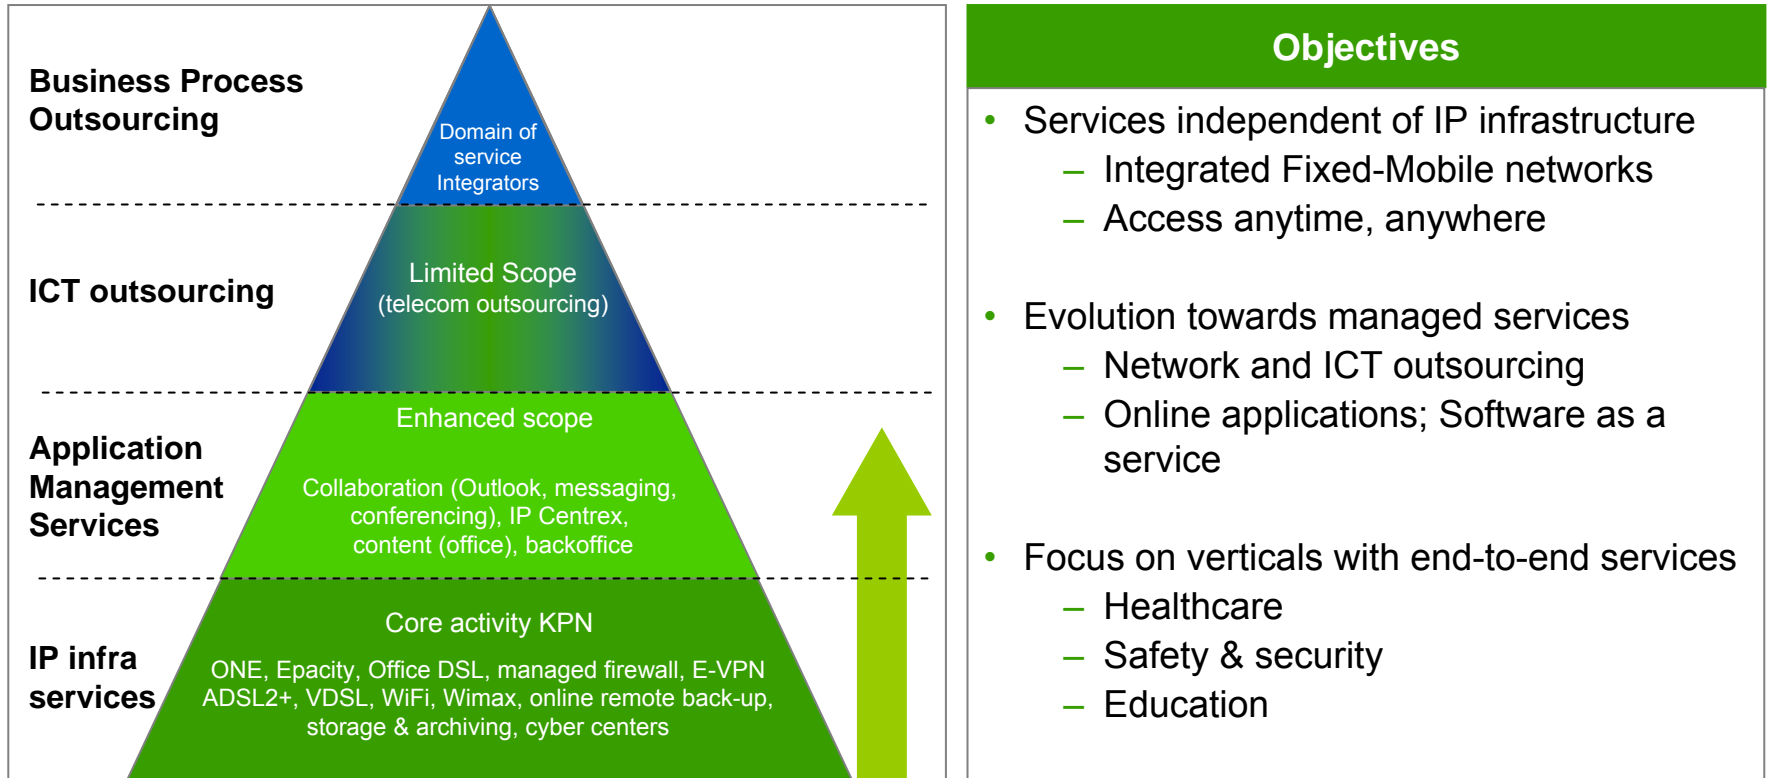 Business Process
Outsourcing
Domain of
service
Integrators
ICT outsourcing
Limited Scope
(telecom outsourcing)
Application
Management
Services
Enhanced scope
Collaboration (Outlook, messaging,
conferencing), IP Centrex,
content (office), backoffice
IP infra
services
Core activity KPN
ONE, Epacity, Office DSL, managed firewall, E-VPN
ADSL2+, VDSL, WiFi, Wimax, online remote back-up,
storage & archiving, cyber centers
Objectives
• Services independent of IP infrastructure
– Integrated Fixed-Mobile networks
– Access anytime, anywhere
• Evolution towards managed services
– Network and ICT outsourcing
– Online applications; Software as a
service
• Focus on verticals with end-to-end services
– Healthcare
– Safety & security
– Education